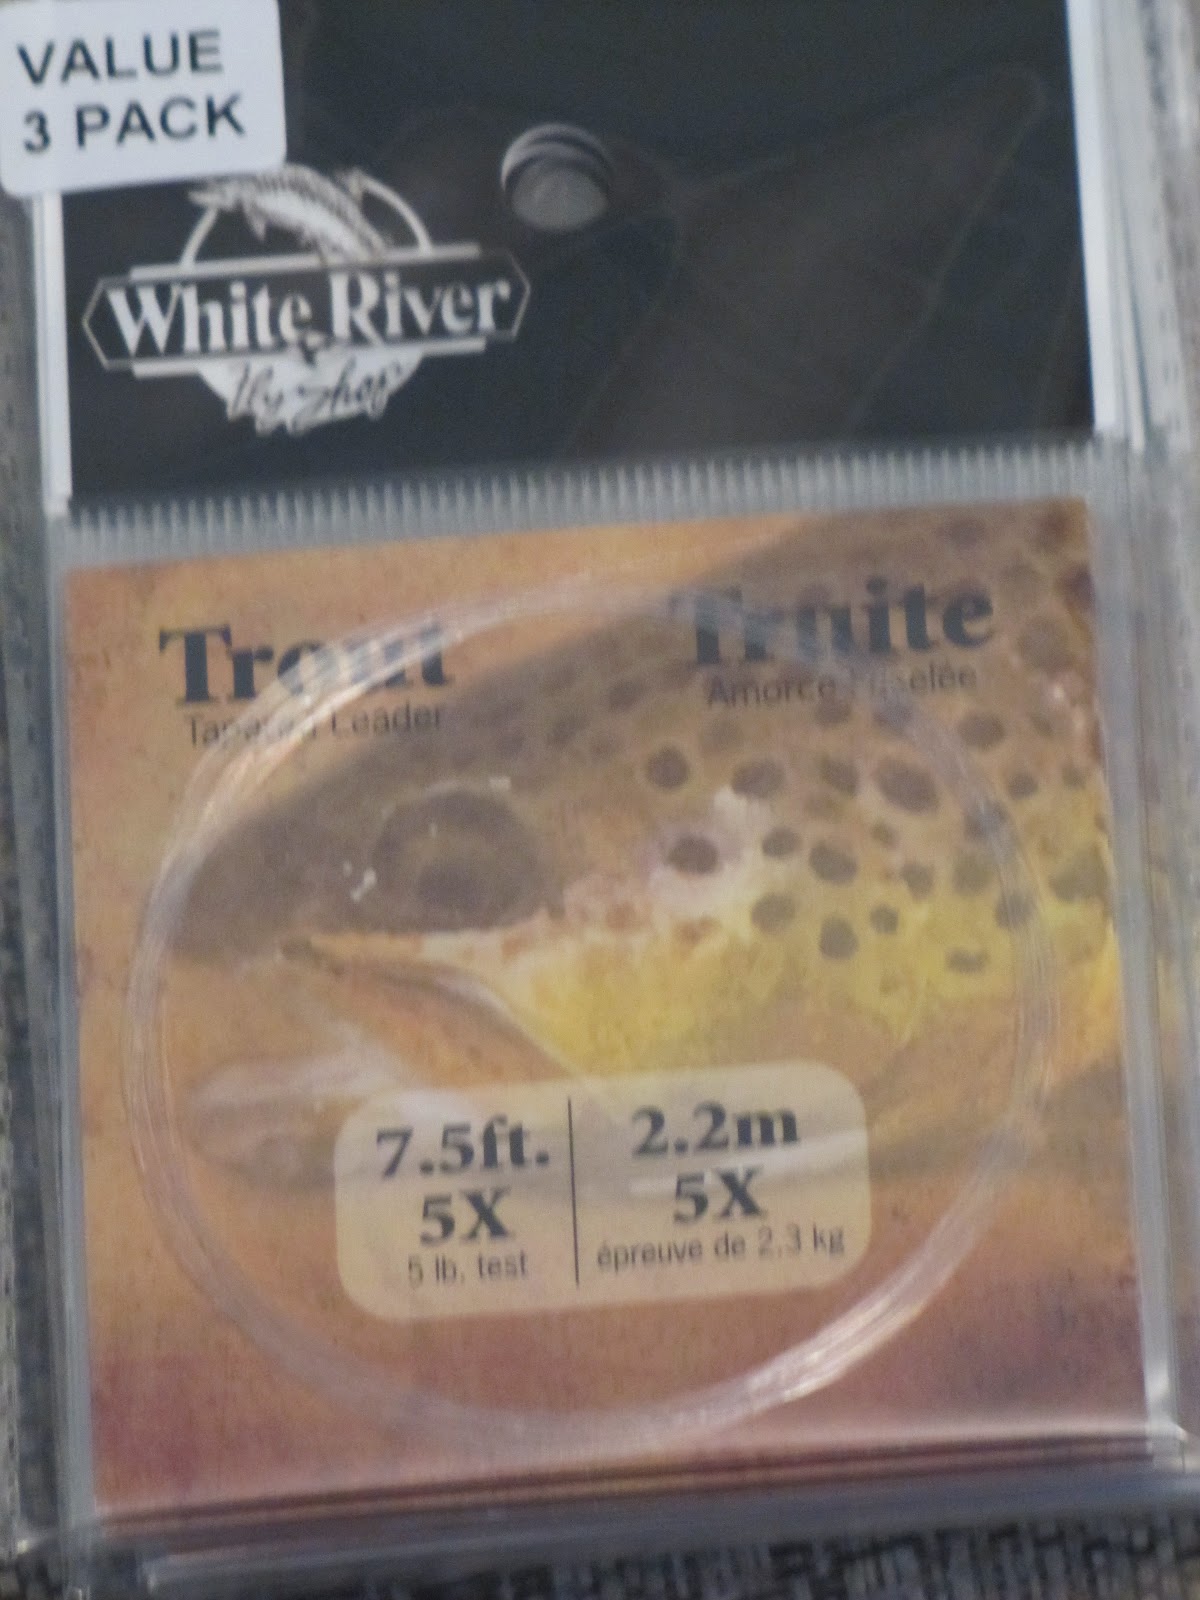 VALUE
3 PACK
White River
Fly Shop
Trout
Tapered Leader
Truite
Amorce Fuselée
7.5ft.
5X
5 lb. test
2.2m
5X
épreuve de 2.3 kg